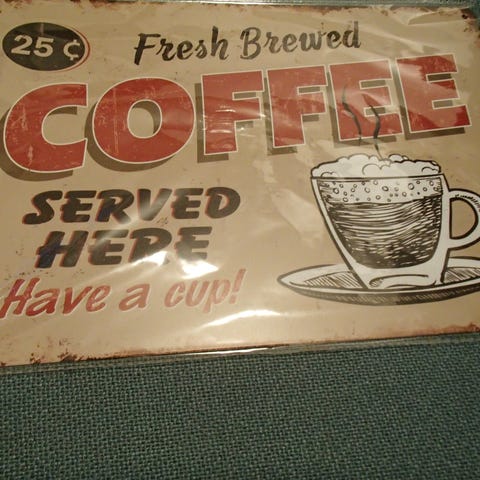 25 ¢
Fresh Brewed
COFFEE
SERVED
HERE
Have a cup!